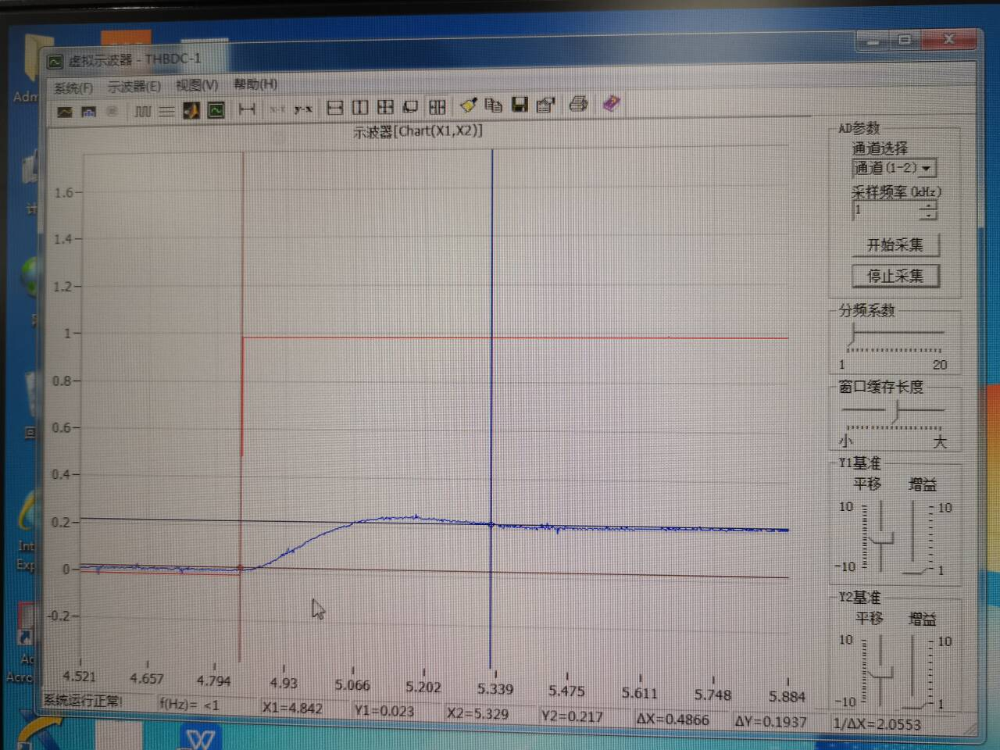 Adm
计
回
Int
Exp
Ad
Acro
虚拟示波器 - THBDC-1
系统(F) 示波器(E) 视图(V) 帮助(H)
x-t y-x
示波器[Chart(X1,X2)]
1.6
1.4
1.2
1
0.8
0.6
0.4
0.2
0
-0.2
4.521 4.657 4.794 4.93 5.066 5.202 5.339 5.475 5.611 5.748 5.884
AD参数
通道选择
通道(1-2)
采样频率(kHz)
1
开始采集
停止采集
分频系数
1 20
窗口缓存长度
小 大
Y1基准
平移 增益
10 10
-10 1
Y2基准
平移 增益
10 10
-10 1
系统运行正常! f(Hz)= <1 X1=4.842 Y1=0.023 X2=5.329 Y2=0.217 ΔX=0.4866 ΔY=0.1937 1/ΔX=2.0553
W